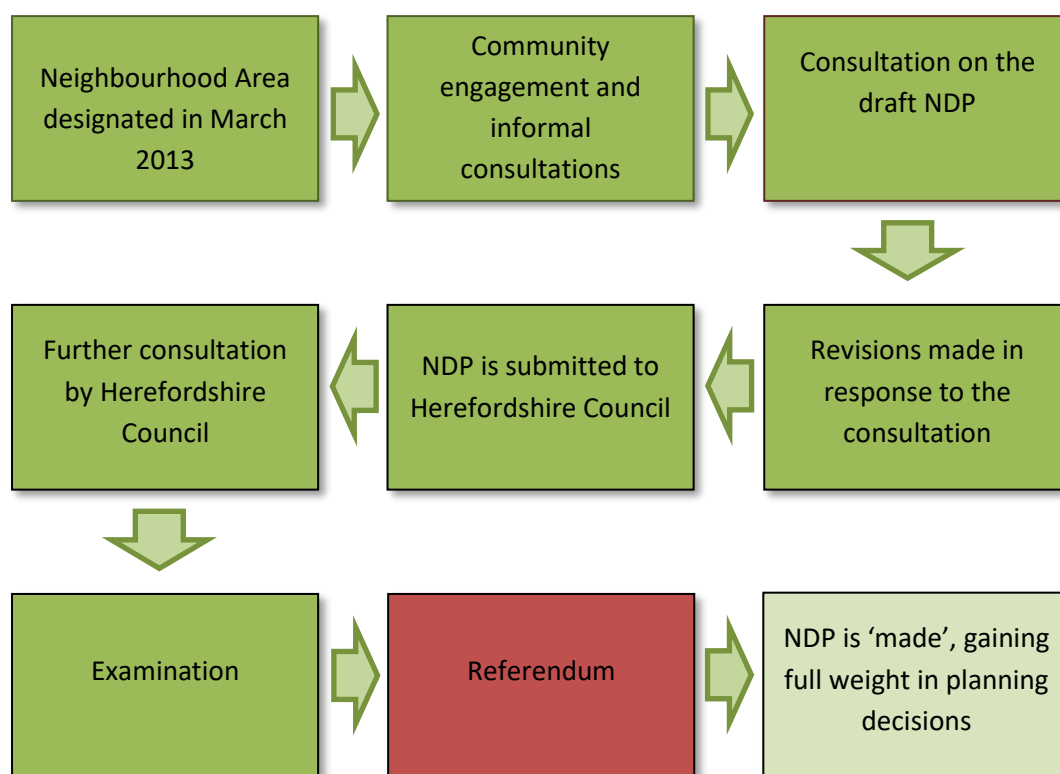 Neighbourhood Area
designated in March
2013
Community
engagement and
informal
consultations
Consultation on the
draft NDP
Revisions made in
response to the
consultation
NDP is submitted to
Herefordshire Council
Further consultation
by Herefordshire
Council
Examination
Referendum
NDP is ‘made’, gaining
full weight in planning
decisions